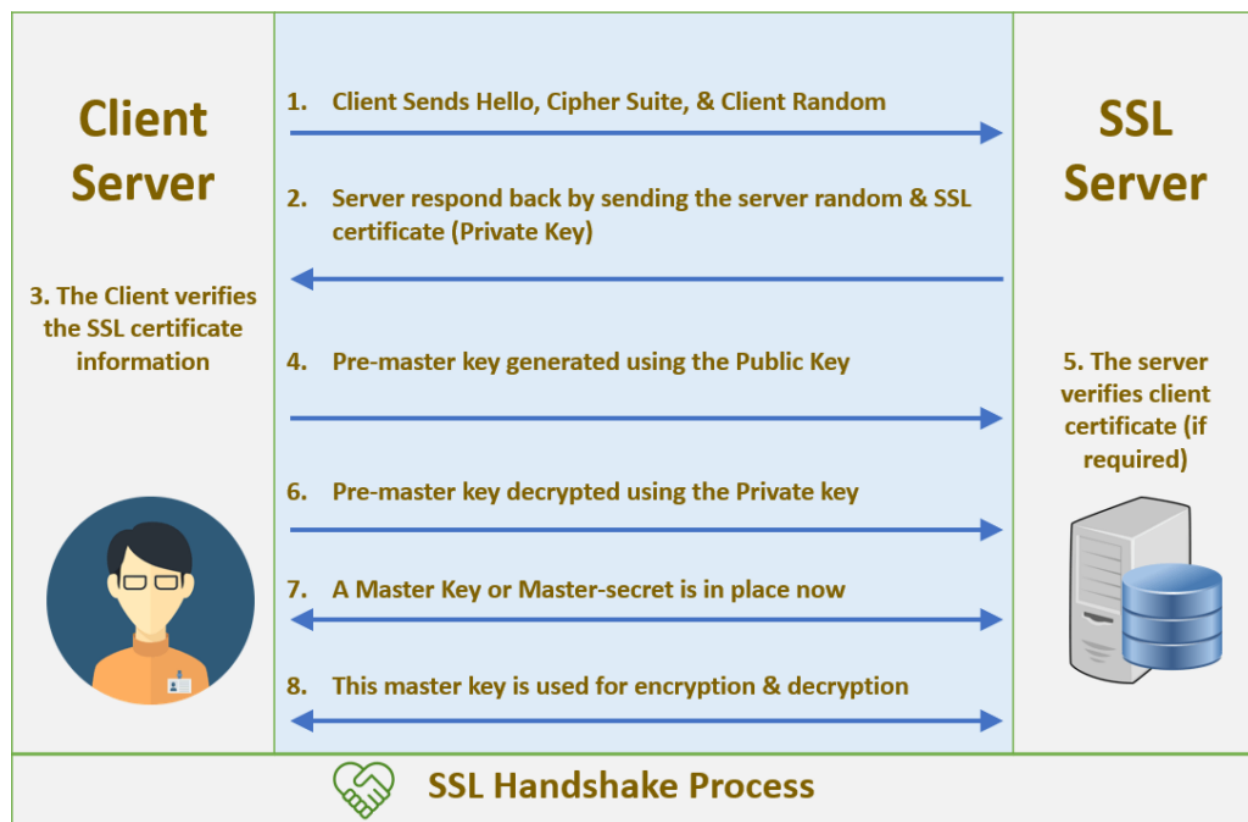 Client
Server
3. The Client verifies
the SSL certificate
information
1. Client Sends Hello, Cipher Suite, & Client Random
2. Server respond back by sending the server random & SSL
certificate (Private Key)
4. Pre-master key generated using the Public Key
6. Pre-master key decrypted using the Private key
7. A Master Key or Master-secret is in place now
8. This master key is used for encryption & decryption
SSL
Server
5. The server
verifies client
certificate (if
required)
SSL Handshake Process